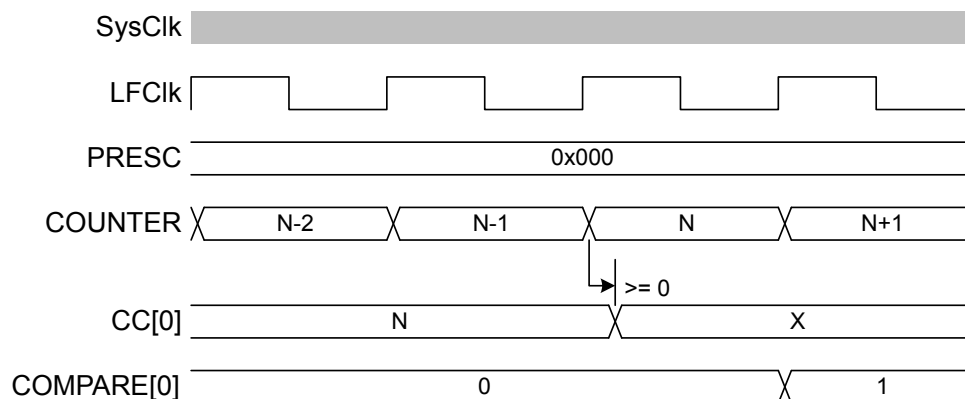 SysClk
LFClk
PRESC 0x000
COUNTER N-2 N-1 N N+1
>= 0
CC[0] N X
COMPARE[0] 0 1